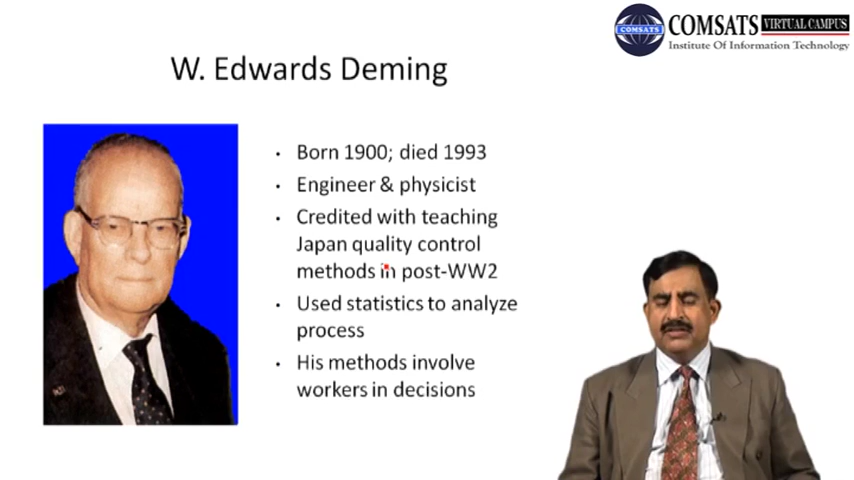 COMSATS VIRTUAL CAMPUS
COMSATS
Institute Of Information Technology
W. Edwards Deming
• Born 1900; died 1993
• Engineer & physicist
• Credited with teaching
Japan quality control
methods in post-WW2
• Used statistics to analyze
process
• His methods involve
workers in decisions